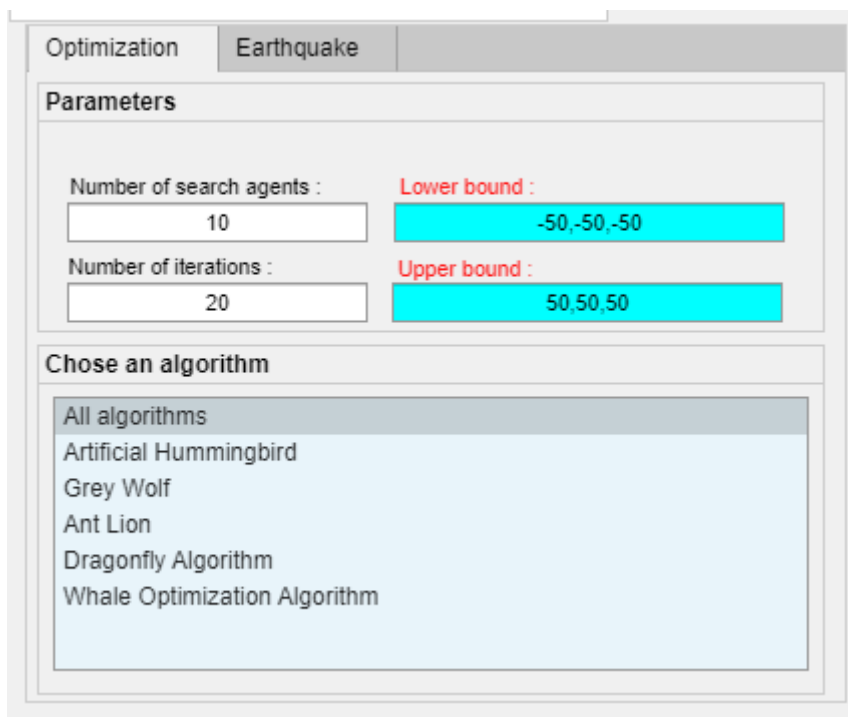 Optimization Earthquake
Parameters
Number of search agents : Lower bound :
10 -50,-50,-50
Number of iterations : Upper bound :
20 50,50,50
Chose an algorithm
All algorithms
Artificial Hummingbird
Grey Wolf
Ant Lion
Dragonfly Algorithm
Whale Optimization Algorithm